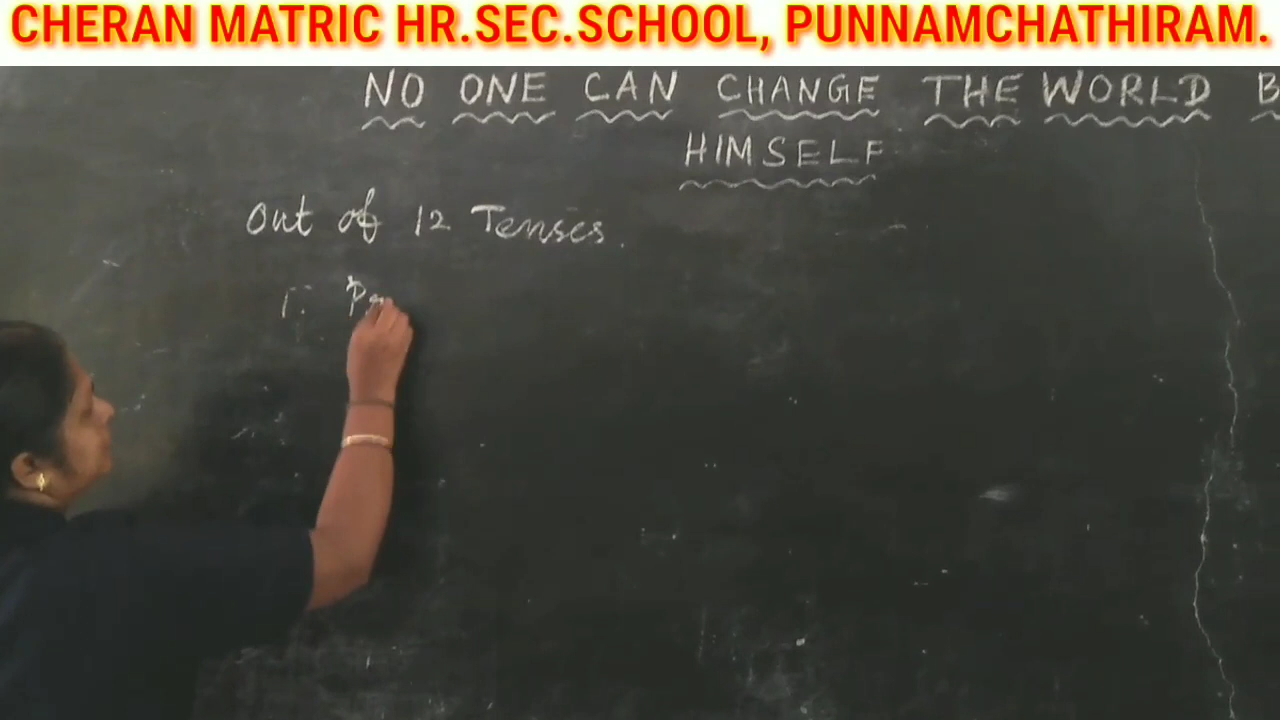 CHERAN MATRIC HR.SEC.SCHOOL, PUNNAMCHATHIRAM.
NO ONE CAN CHANGE THE WORLD B
HIMSELF
Out of 12 Tenses.
1.